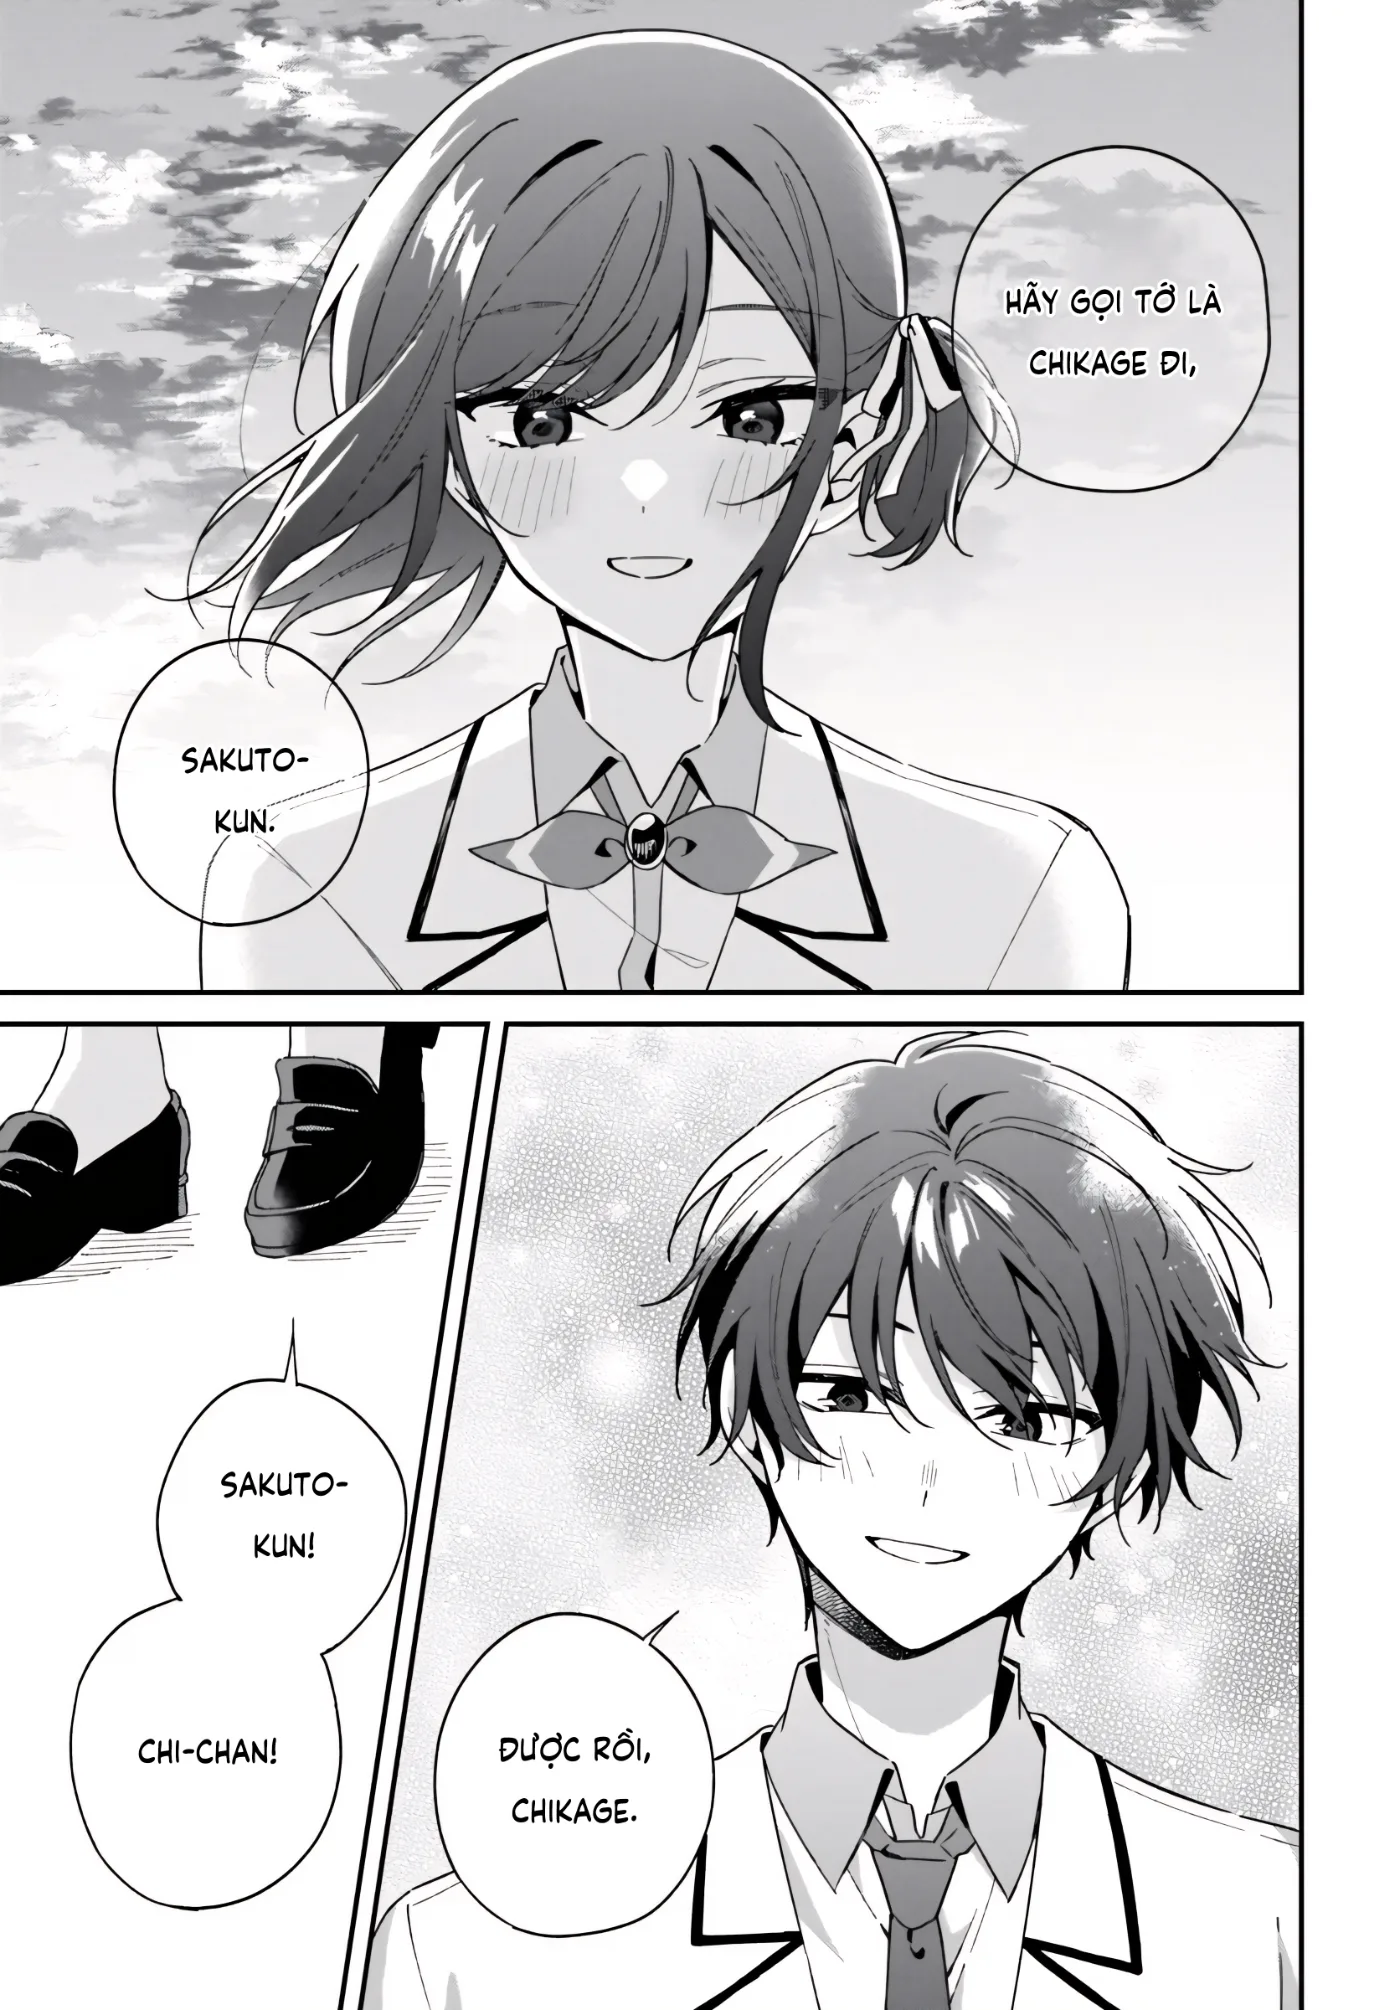 HÃY GỌI TỚ LÀ
CHIKAGE ĐI,
SAKUTO-
KUN.
ĐƯỢC RỒI,
CHIKAGE.
SAKUTO-
KUN!
CHI-CHAN!